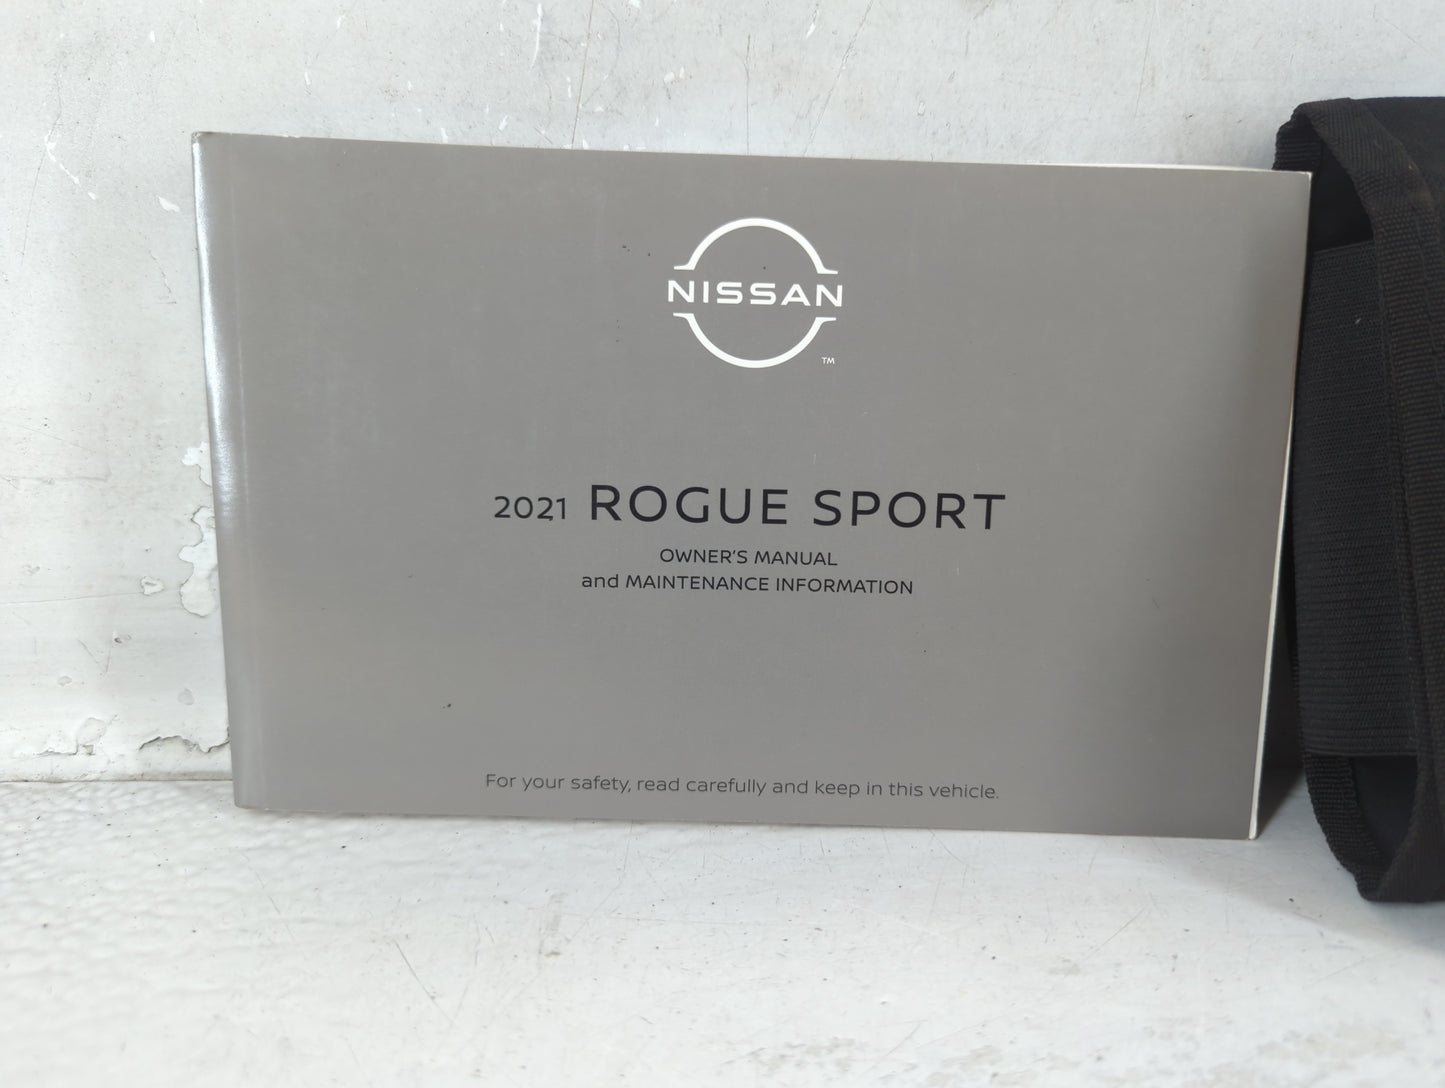 NISSAN
TM
2021 ROGUE SPORT
OWNER'S MANUAL
and MAINTENANCE INFORMATION
For your safety, read carefully and keep in this vehicle.